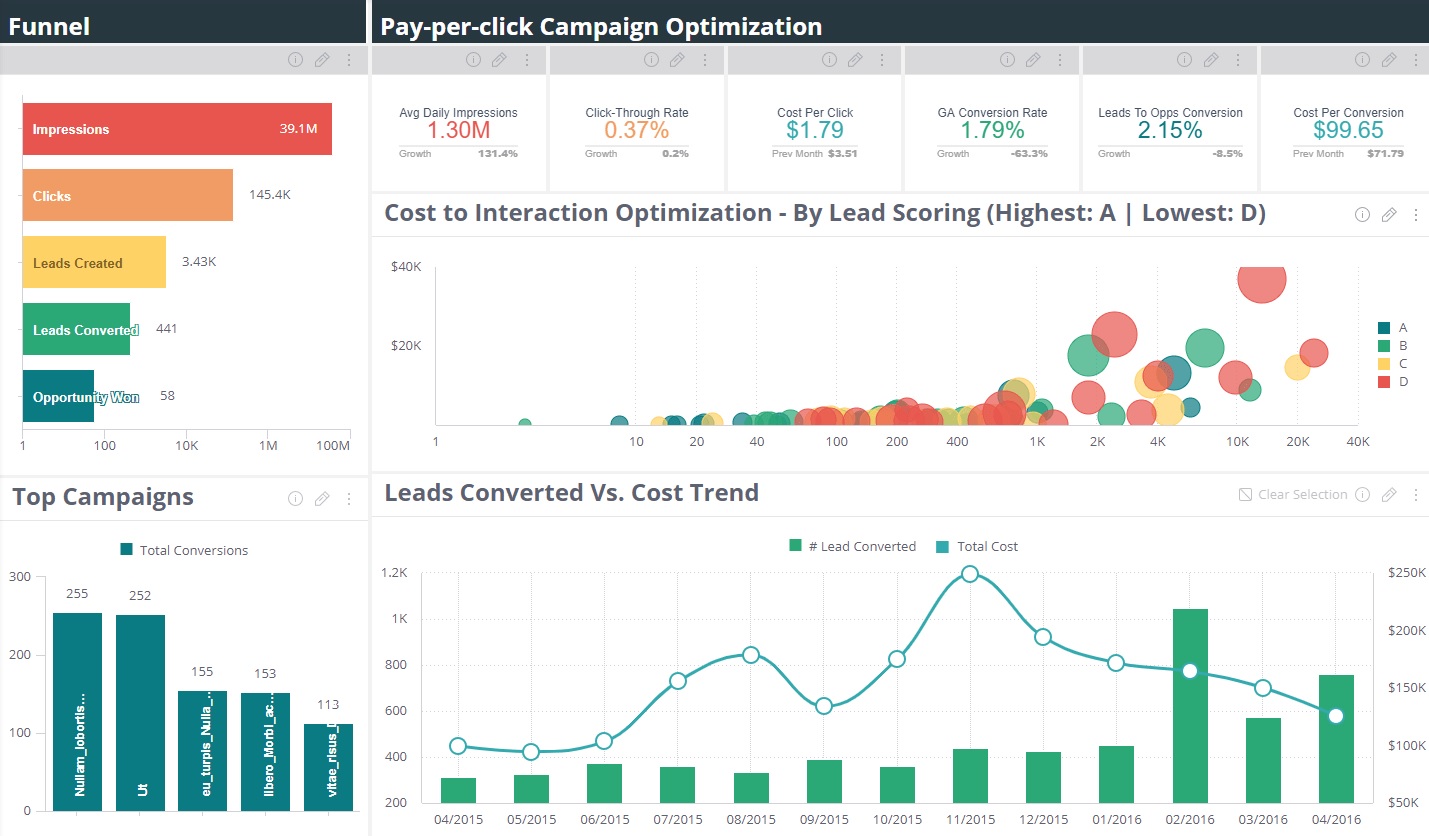 Funnel
Pay-per-click Campaign Optimization
Impressions 39.1M
Clicks 145.4K
Leads Created 3.43K
Leads Converted 441
Opportunity Won 58
1 100 10K 1M 100M
Avg Daily Impressions
1.30M
Growth 131.4%
Click-Through Rate
0.37%
Growth 0.2%
Cost Per Click
$1.79
Prev Month $3.51
GA Conversion Rate
1.79%
Growth -63.3%
Leads To Opps Conversion
2.15%
Growth -8.5%
Cost Per Conversion
$99.65
Prev Month $71.79
Cost to Interaction Optimization - By Lead Scoring (Highest: A | Lowest: D)
$40K
$20K
1 10 20 40 100 200 400 1K 2K 4K 10K 20K 40K
A
B
C
D
Top Campaigns
Total Conversions
300
200
100
0
255
252
155
153
113
Nullam_lobortis...
Ut
eu_turpis_Nulla_...
libero_Morbi_ac...
vitae_risus_
Leads Converted Vs. Cost Trend
Clear Selection
# Lead Converted Total Cost
1.2K
1K
800
600
400
200
$250K
$200K
$150K
$100K
$50K
04/2015 05/2015 06/2015 07/2015 08/2015 09/2015 10/2015 11/2015 12/2015 01/2016 02/2016 03/2016 04/2016